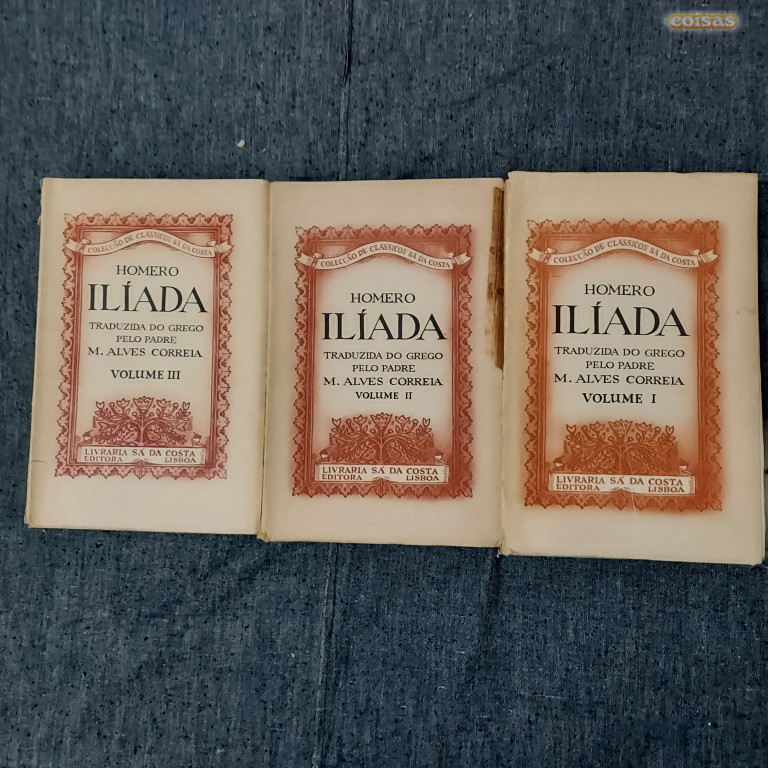 coisas
COLECÇÃO DE CLÁSSICOS SÁ DA COSTA
HOMERO
ILÍADA
TRADUZIDA DO GREGO
PELO PADRE
M. ALVES CORREIA
VOLUME III
LIVRARIA SÁ DA COSTA
EDITORA LISBOA
COLECÇÃO DE CLÁSSICOS SÁ DA COSTA
HOMERO
ILÍADA
TRADUZIDA DO GREGO
PELO PADRE
M. ALVES CORREIA
VOLUME II
LIVRARIA SÁ DA COSTA
EDITORA LISBOA
COLECÇÃO DE CLÁSSICOS SÁ DA COSTA
HOMERO
ILÍADA
TRADUZIDA DO GREGO
PELO PADRE
M. ALVES CORREIA
VOLUME I
LIVRARIA SÁ DA COSTA
EDITORA LISBOA